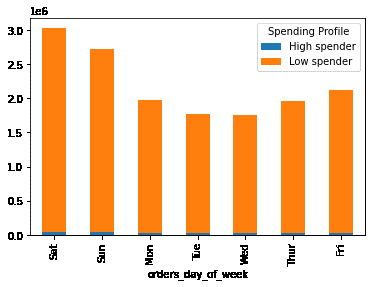 1e6
3.0
2.5
2.0
1.5
1.0
0.5
0.0
Spending Profile
High spender
Low spender
Sat
Sun
Mon
Tue
Wed
Thur
Fri
orders_day_of_week